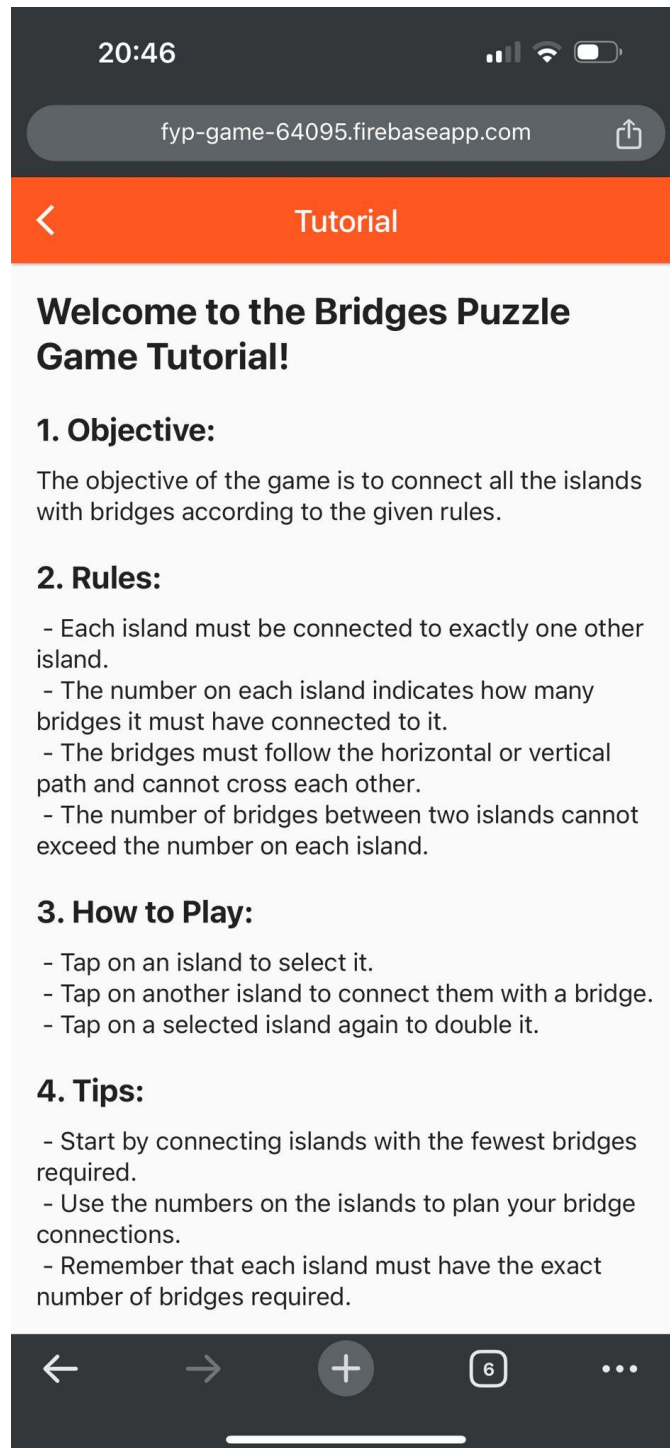 20:46
fyp-game-64095.firebaseapp.com
Tutorial
Welcome to the Bridges Puzzle
Game Tutorial!
1. Objective:
The objective of the game is to connect all the islands
with bridges according to the given rules.
2. Rules:
- Each island must be connected to exactly one other
island.
- The number on each island indicates how many
bridges it must have connected to it.
- The bridges must follow the horizontal or vertical
path and cannot cross each other.
- The number of bridges between two islands cannot
exceed the number on each island.
3. How to Play:
- Tap on an island to select it.
- Tap on another island to connect them with a bridge.
- Tap on a selected island again to double it.
4. Tips:
- Start by connecting islands with the fewest bridges
required.
- Use the numbers on the islands to plan your bridge
connections.
- Remember that each island must have the exact
number of bridges required.
6